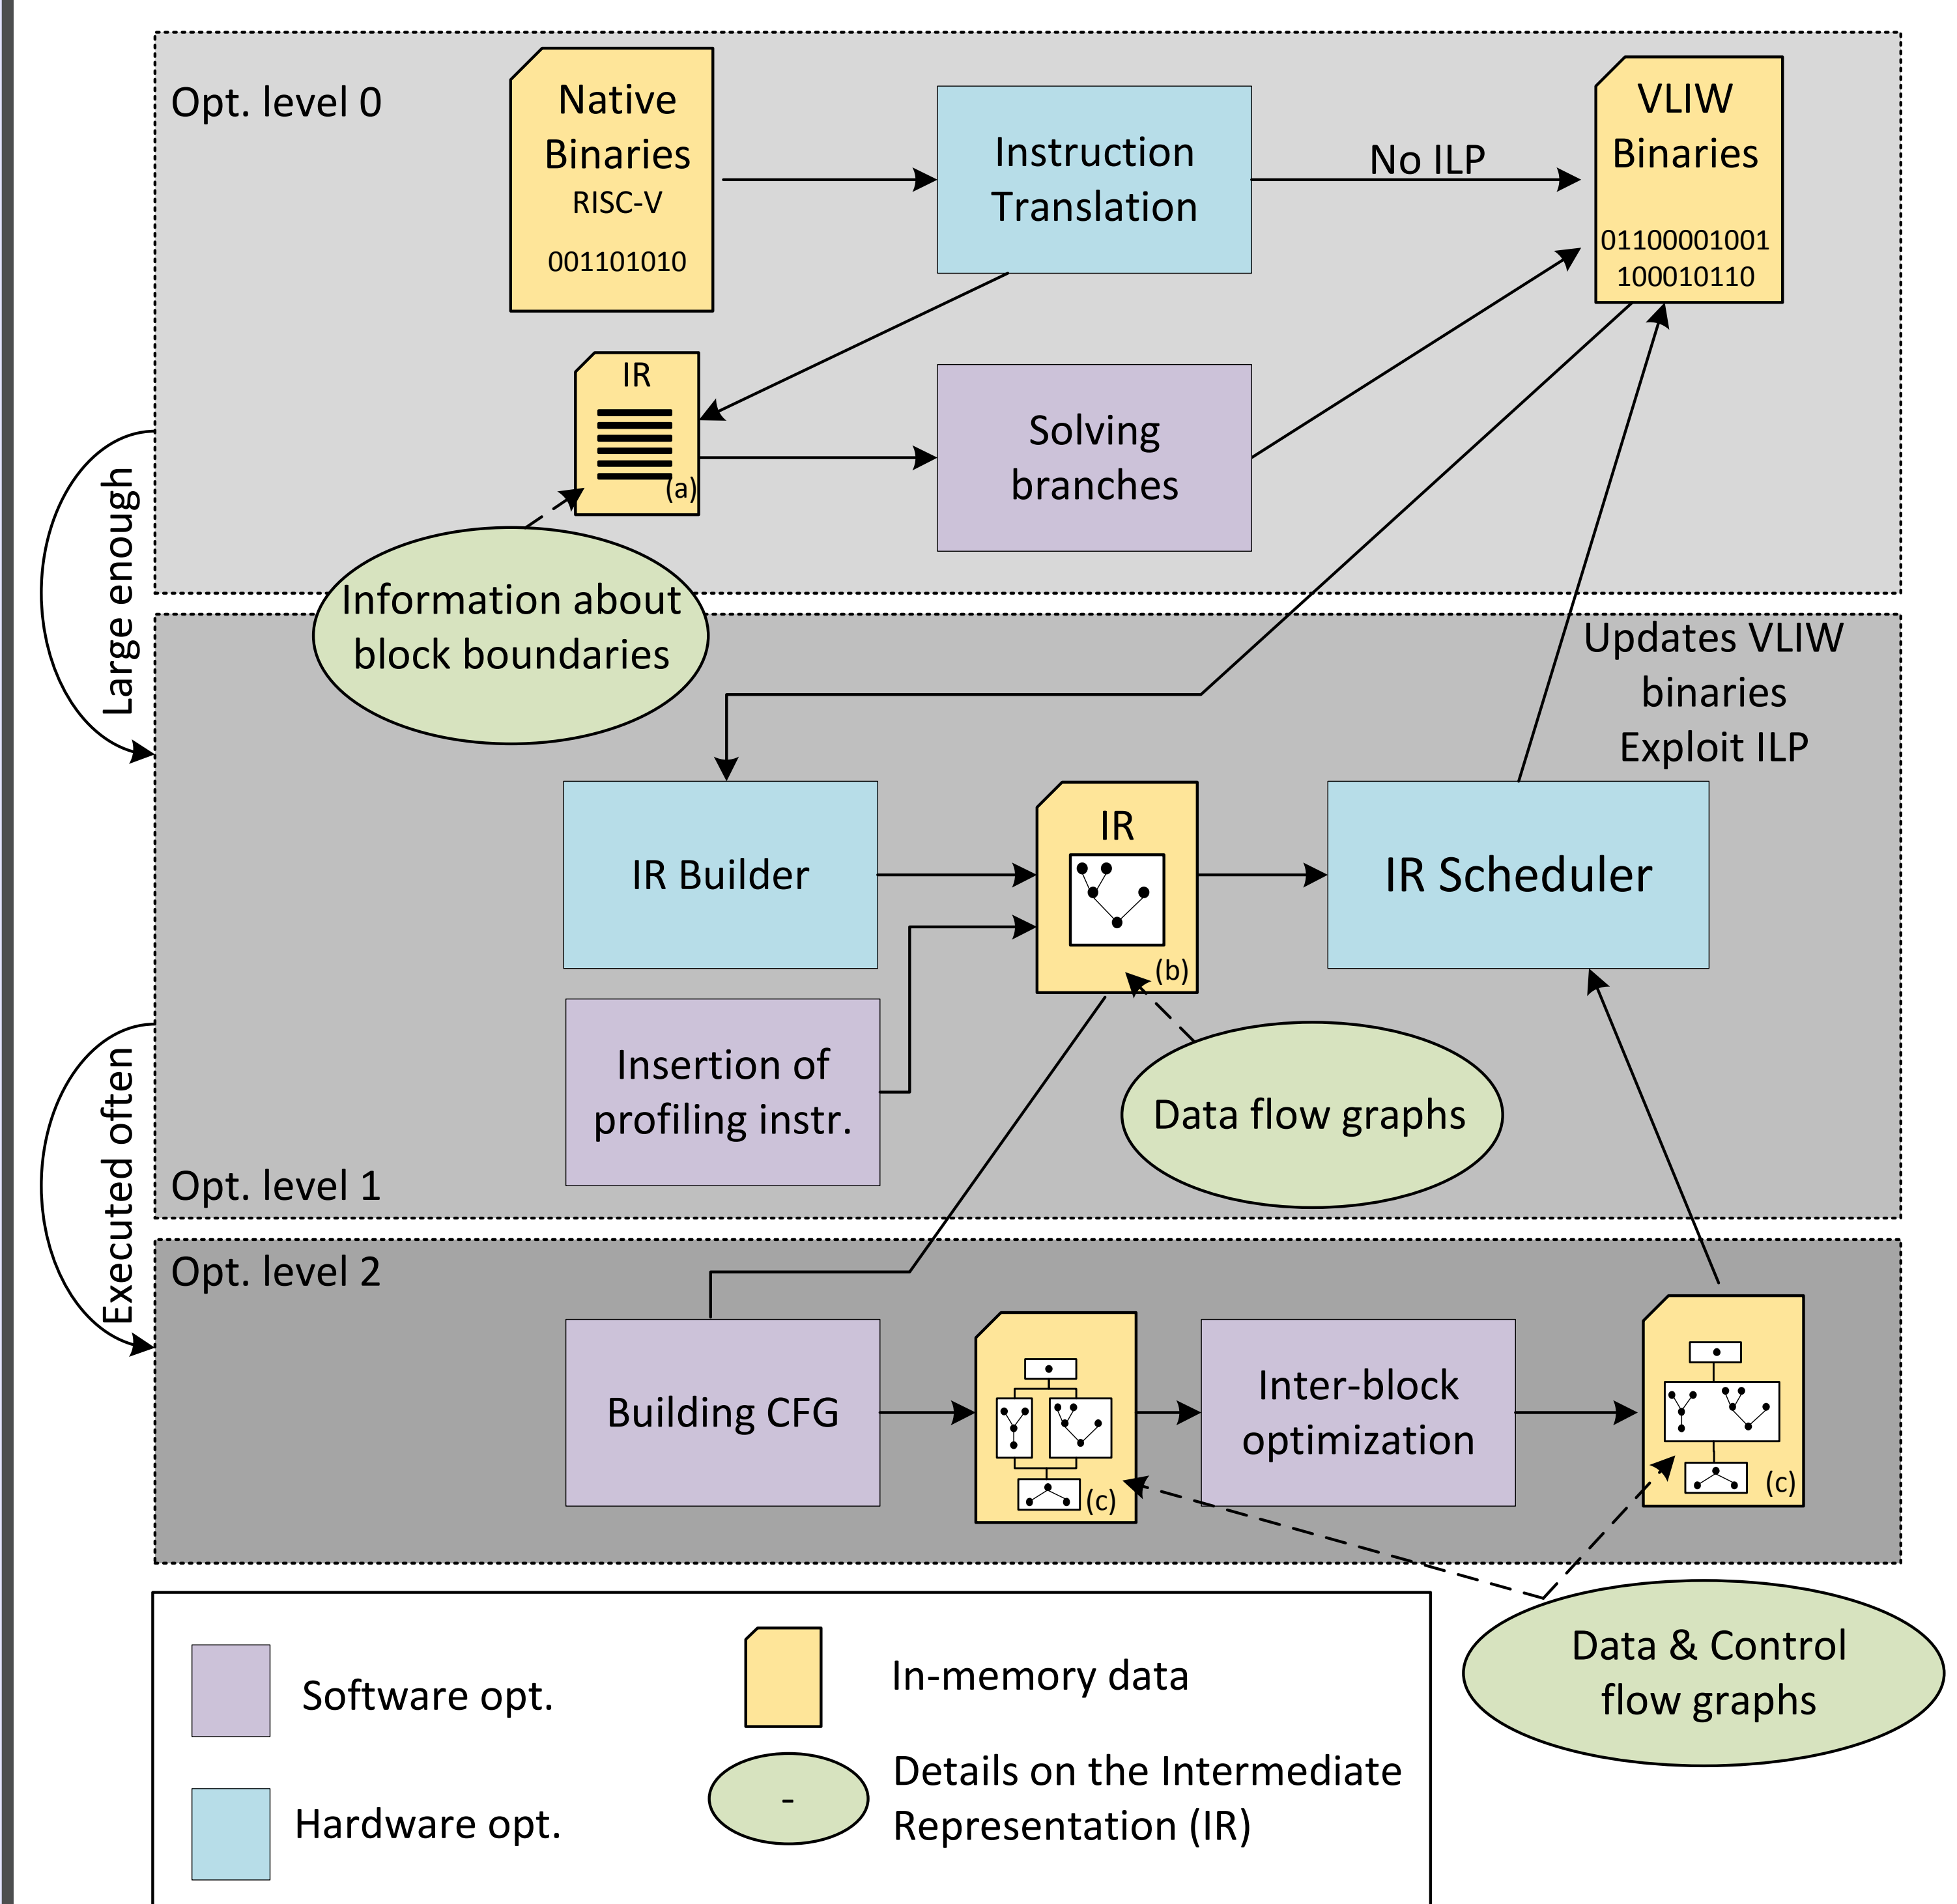 Opt. level 0
Native
Binaries
RISC-V
001101010
Instruction
Translation
No ILP
VLIW
Binaries
01100001001
100010110
IR
(a)
Solving
branches
Large enough
Information about
block boundaries
Updates VLIW
binaries
Exploit ILP
IR Builder
IR
(b)
IR Scheduler
Insertion of
profiling instr.
Data flow graphs
Opt. level 1
Executed often
Opt. level 2
Building CFG
(c)
Inter-block
optimization
(c)
Data & Control
flow graphs
Software opt.
In-memory data
Hardware opt.
-
Details on the Intermediate
Representation (IR)